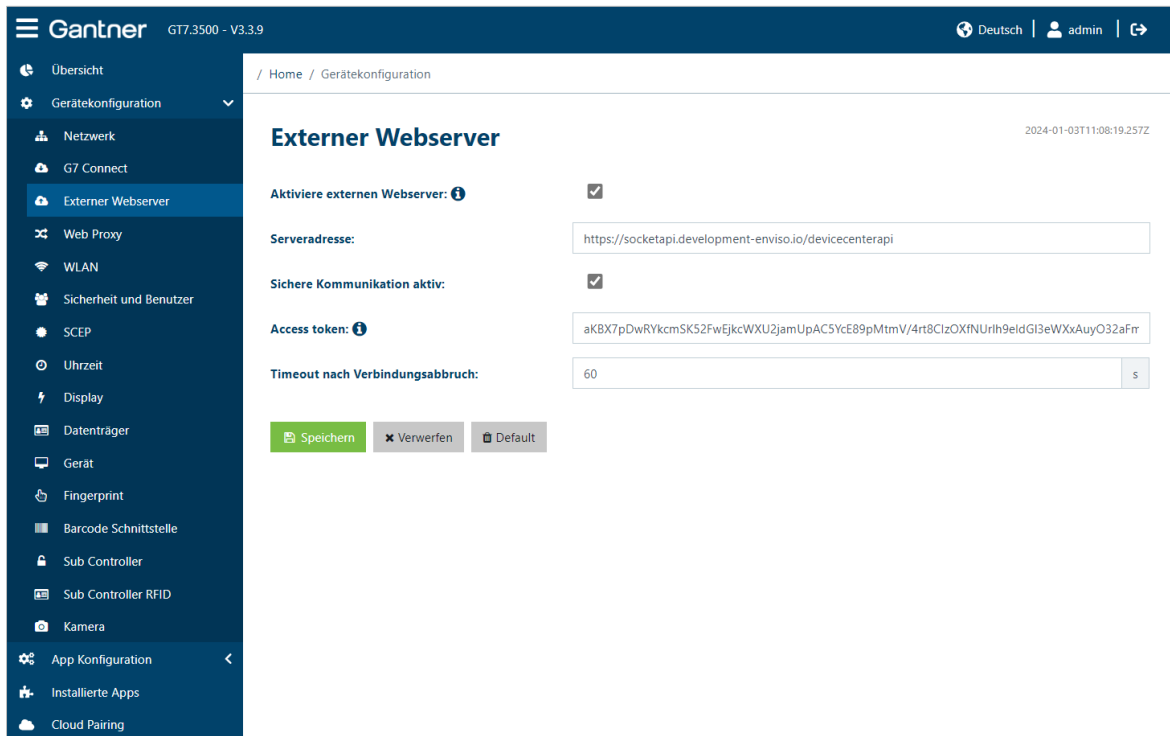 Gantner GT7.3500 - V3.3.9
Deutsch
admin
Übersicht
Gerätekonfiguration
Netzwerk
G7 Connect
Externer Webserver
Web Proxy
WLAN
Sicherheit und Benutzer
SCEP
Uhrzeit
Display
Datenträger
Gerät
Fingerprint
Barcode Schnittstelle
Sub Controller
Sub Controller RFID
Kamera
App Konfiguration
Installierte Apps
Cloud Pairing
/ Home / Gerätekonfiguration
Externer Webserver
2024-01-03T11:08:19.257Z
Aktiviere externen Webserver:
Serveradresse:
https://socketapi.development-enviso.io/devicecenterapi
Sichere Kommunikation aktiv:
Access token:
Timeout nach Verbindungsabbruch:
60 s
Speichern
Verwerfen
Default